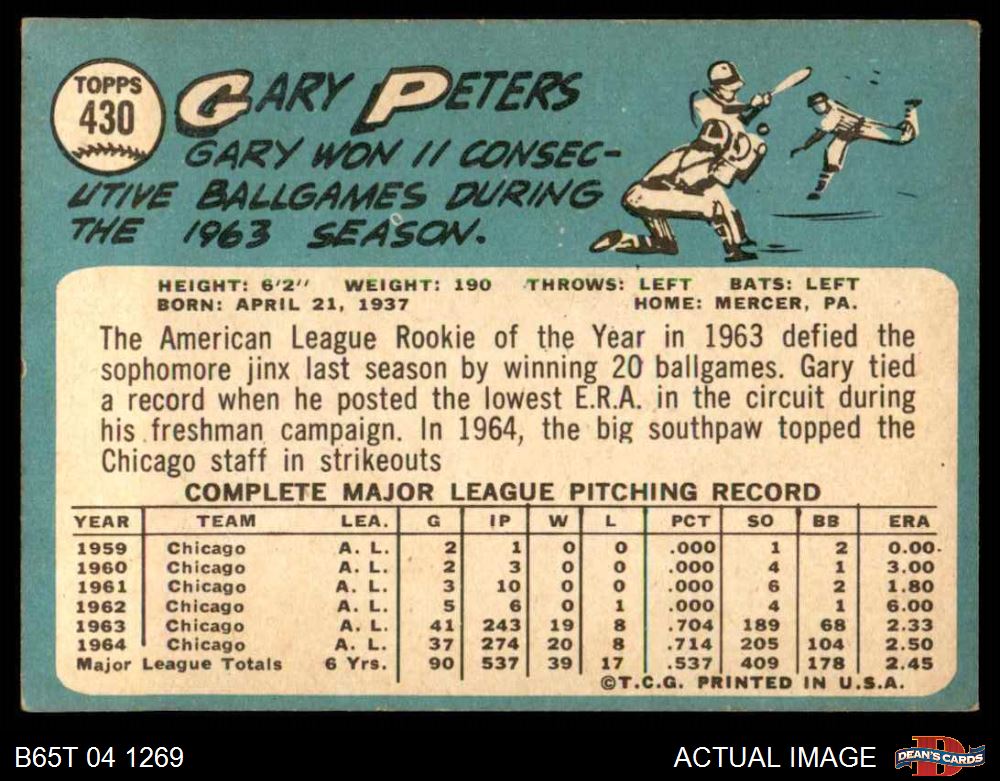 TOPPS
430
GARY PETERS
GARY WON 11 CONSEC-
UTIVE BALLGAMES DURING
THE 1963 SEASON.
HEIGHT: 6'2" WEIGHT: 190 THROWS: LEFT BATS: LEFT
BORN: APRIL 21, 1937 HOME: MERCER, PA.
The American League Rookie of the Year in 1963 defied the
sophomore jinx last season by winning 20 ballgames. Gary tied
a record when he posted the lowest E.R.A. in the circuit during
his freshman campaign. In 1964, the big southpaw topped the
Chicago staff in strikeouts
COMPLETE MAJOR LEAGUE PITCHING RECORD
YEAR TEAM LEA. G IP W L PCT SO BB ERA
1959 Chicago A. L. 2 1 0 0 .000 1 2 0.00
1960 Chicago A. L. 2 3 0 0 .000 4 1 3.00
1961 Chicago A. L. 3 10 0 0 .000 6 2 1.80
1962 Chicago A. L. 5 6 0 1 .000 4 1 6.00
1963 Chicago A. L. 41 243 19 8 .704 189 68 2.33
1964 Chicago A. L. 37 274 20 8 .714 205 104 2.50
Major League Totals 6 Yrs. 90 537 39 17 .537 409 178 2.45
©T.C.G. PRINTED IN U.S.A.
B65T 04 1269
ACTUAL IMAGE
D
DEAN'S CARDS